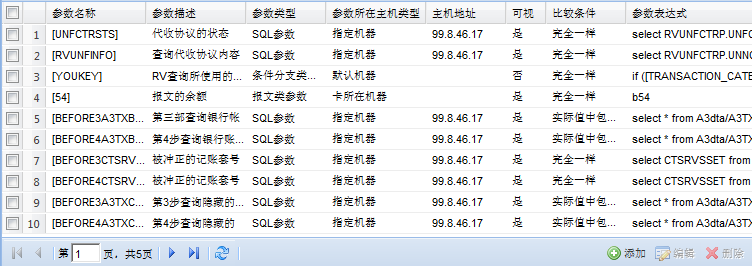 参数名称 参数描述 参数类型 参数所在主机类型 主机地址 可视 比较条件 参数表达式
1 [UNFCTRSTS] 代收协议的状态 SQL参数 指定机器 99.8.46.17 是 完全一样 select RVUNFCTRP.UNFC
2 [RVUNFINFO] 查询代收协议内容 SQL参数 指定机器 99.8.46.17 是 完全一样 select RVUNFCTRP.UNNC
3 [YOUKEY] RV查询所使用的... 条件分支类... 默认机器 否 完全一样 if ([TRANSACTION_CATE
4 [54] 报文的余额 报文类参数 卡所在机器 是 完全一样 b54
5 [BEFORE3A3TXB... 第三部查询银行帐 SQL参数 指定机器 99.8.46.17 是 实际值中包... select * from A3dta/A3TX
6 [BEFORE4A3TXB... 第4步查询银行账... SQL参数 指定机器 99.8.46.17 是 实际值中包... select * from A3dta/A3TX
7 [BEFORE3CTSRV... 被冲正的记账套号 SQL参数 指定机器 99.8.46.17 是 完全一样 select CTSRVSSET from
8 [BEFORE4CTSRV... 被冲正的记账套号 SQL参数 指定机器 99.8.46.17 是 完全一样 select CTSRVSSET from
9 [BEFORE3A3TXC... 第3步查询隐藏的 SQL参数 指定机器 99.8.46.17 是 实际值中包... select * from A3dta/A3TX
10 [BEFORE4A3TXC... 第4步查询隐藏的 SQL参数 指定机器 99.8.46.17 是 实际值中包... select * from A3dta/A3TX
第 1 页，共5页 添加 编辑 删除